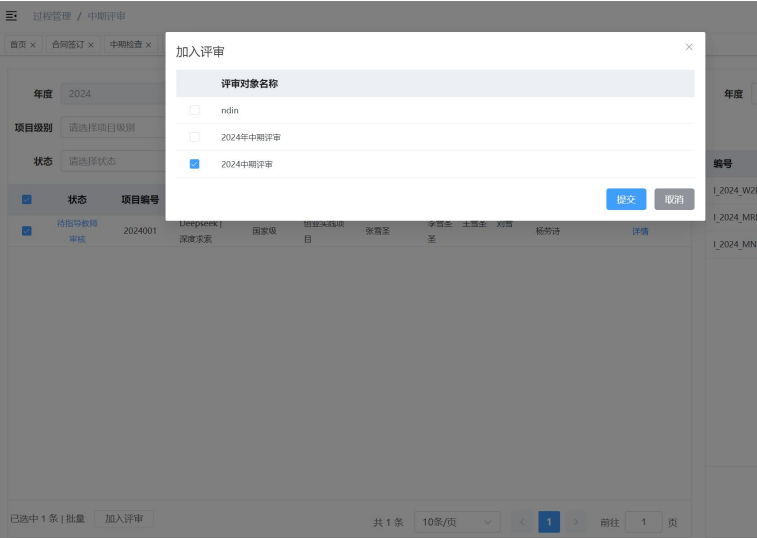 过程管理 / 中期评审
首页 × 合同签订 × 中期检查 ×
加入评审 ×
评审对象名称
ndin
2024年中期评审
2024中期评审
提交 取消
年度 2024
项目级别 请选择项目级别
状态 请选择状态
状态 项目编号
待指导教师
审核
2024001
Deepseek |
深度求索
国家级
创业实践项
目
张雪圣
李雪圣 王雪圣 刘雪
圣
杨劳诗
详情
年度
编号
I_2024_W2
I_2024_MR
I_2024_MN
已选中 1 条 | 批量 加入评审
共 1 条 10条/页 < 1 > 前往 1 页